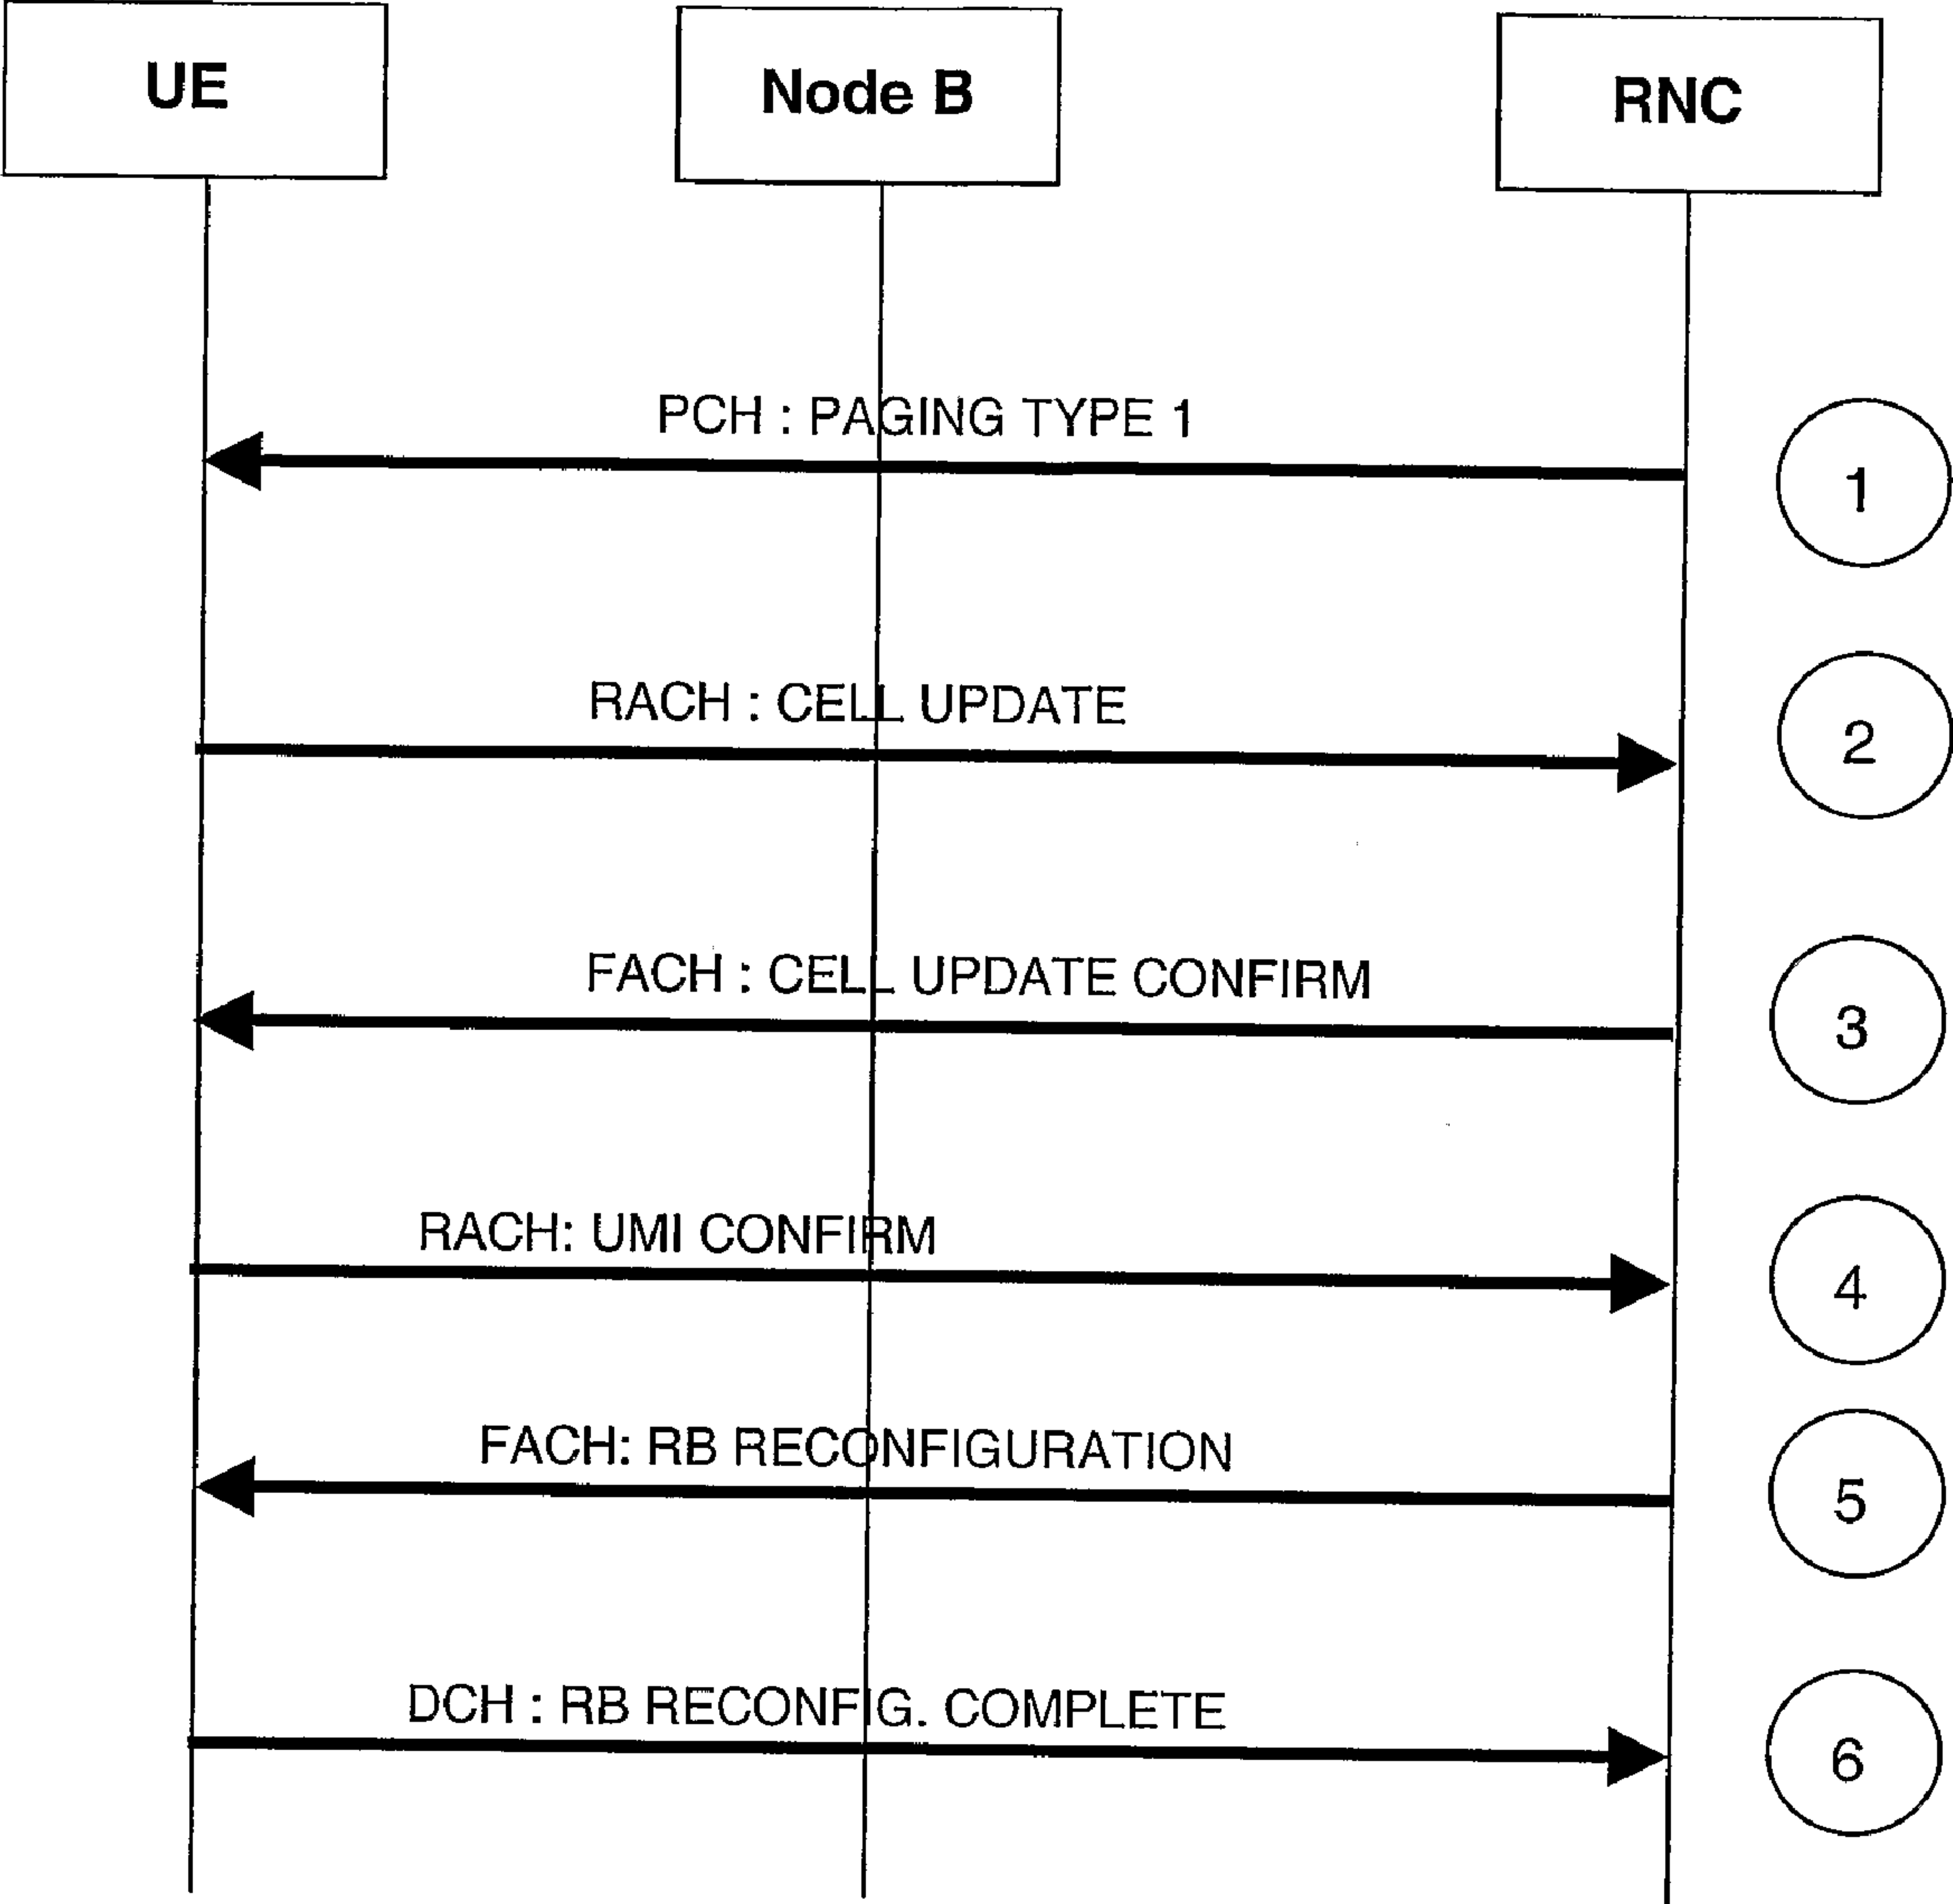 UE
Node B
RNC
PCH : PAGING TYPE 1
1
RACH : CELL UPDATE
2
FACH : CELL UPDATE CONFIRM
3
RACH: UMI CONFIRM
4
FACH: RB RECONFIGURATION
5
DCH : RB RECONFIG. COMPLETE
6